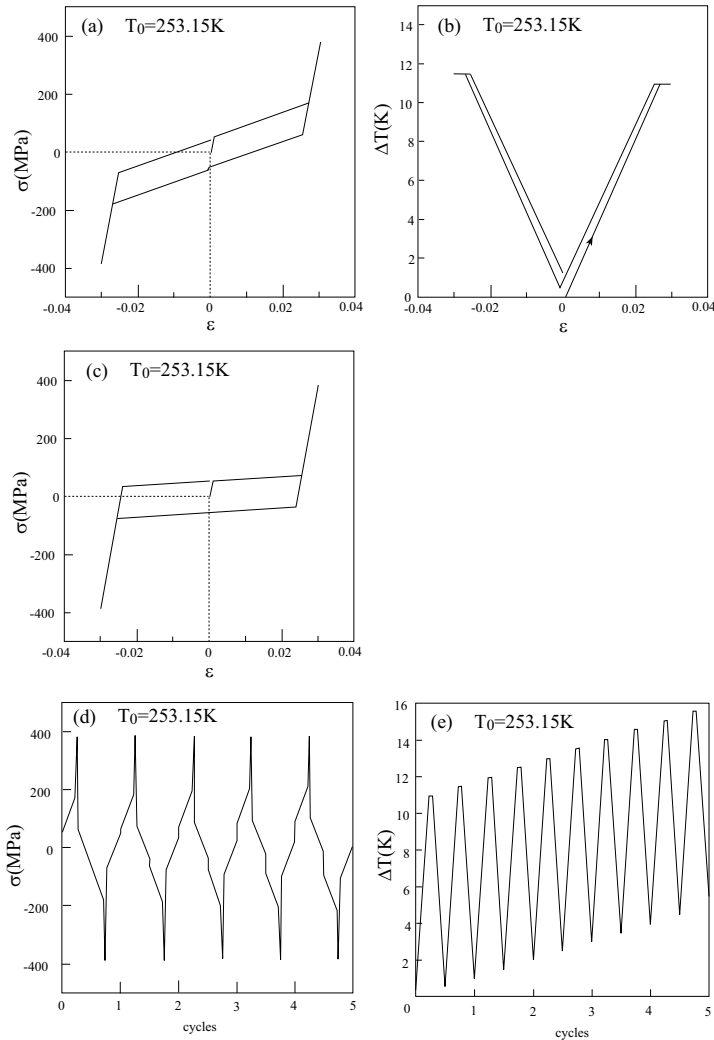 (a) T0=253.15K
400
200
0
-200
-400
σ(MPa)
-0.04 -0.02 0 0.02 0.04
ε
(b) T0=253.15K
14
12
10
8
6
4
2
0
ΔT(K)
-0.04 -0.02 0 0.02 0.04
ε
(c) T0=253.15K
400
200
0
-200
-400
σ(MPa)
-0.04 -0.02 0 0.02 0.04
ε
(d) T0=253.15K
400
200
0
-200
-400
σ(MPa)
0 1 2 3 4 5
cycles
(e) T0=253.15K
16
14
12
10
8
6
4
2
0
ΔT(K)
0 1 2 3 4 5
cycles